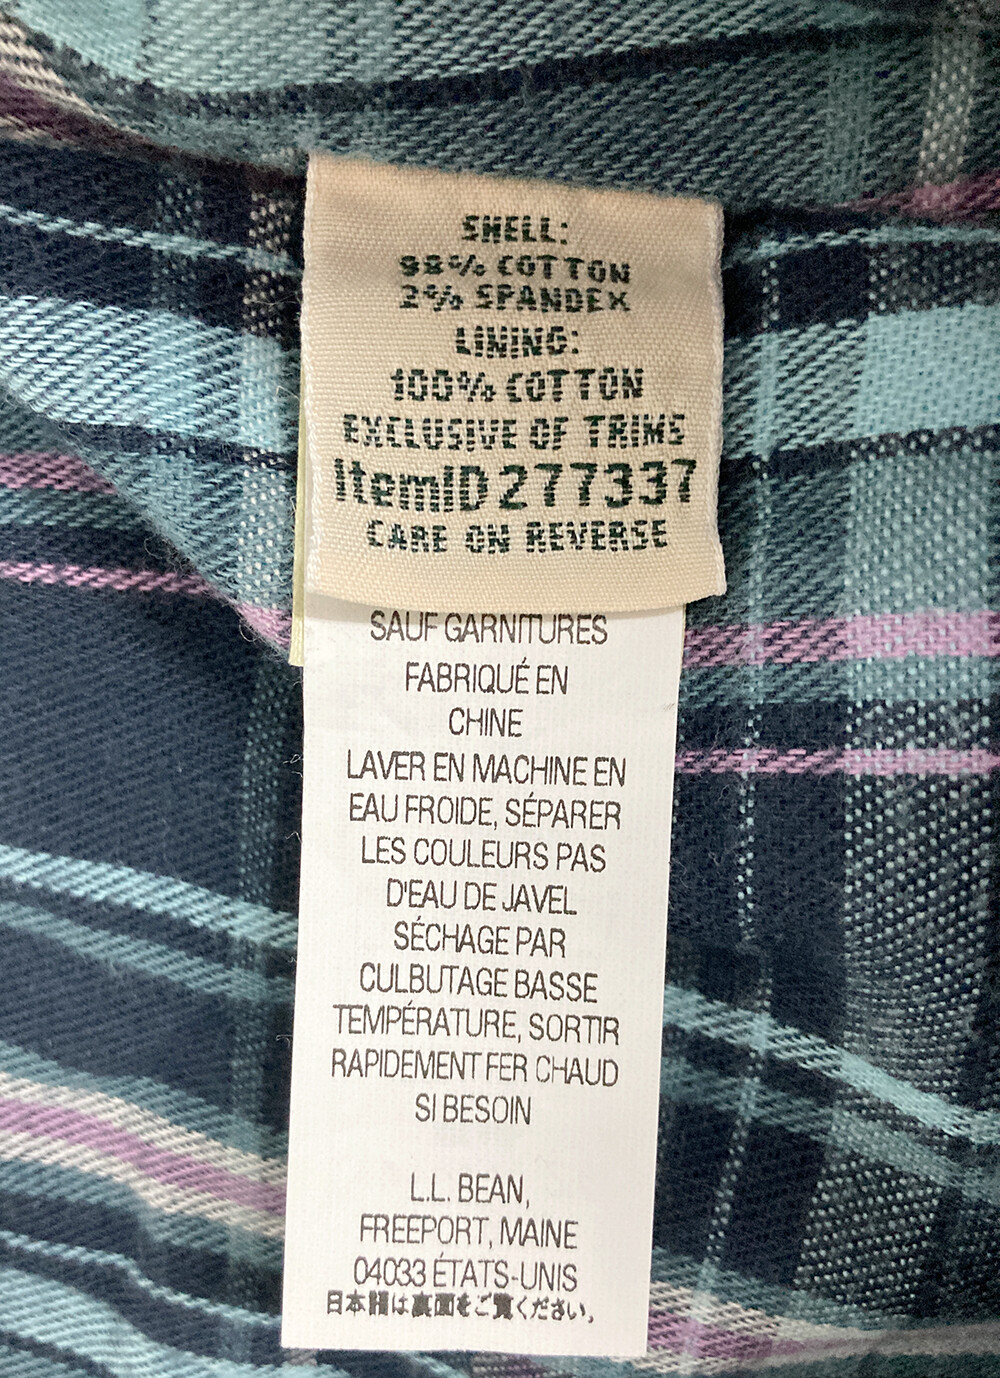 SHELL:
98% COTTON
2% SPANDEX
LINING:
100% COTTON
EXCLUSIVE OF TRIMS
ItemID 277337
CARE ON REVERSE
SAUF GARNITURES
FABRIQUÉ EN
CHINE
LAVER EN MACHINE EN
EAU FROIDE, SÉPARER
LES COULEURS PAS
D'EAU DE JAVEL
SÉCHAGE PAR
CULBUTAGE BASSE
TEMPÉRATURE, SORTIR
RAPIDEMENT FER CHAUD
SI BESOIN
L.L. BEAN,
FREEPORT, MAINE
04033 ÉTATS-UNIS
日本語は裏面をご覧ください。